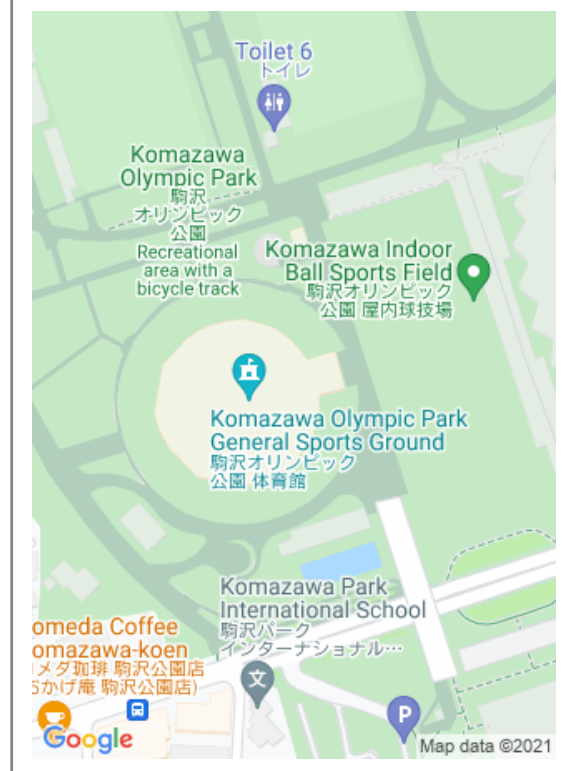 Toilet 6
トイレ
Komazawa
Olympic Park
駒沢
オリンピック
公園
Recreational
area with a
bicycle track
Komazawa Indoor
Ball Sports Field
駒沢オリンピック
公園 屋内球技場
Komazawa Olympic Park
General Sports Ground
駒沢オリンピック
公園 体育館
Komazawa Park
International School
駒沢パーク
インターナショナル…
文
omeda Coffee
omazawa-koen
メダ珈琲 駒沢公園店
かげ庵 駒沢公園店)
P
Google
Map data ©2021